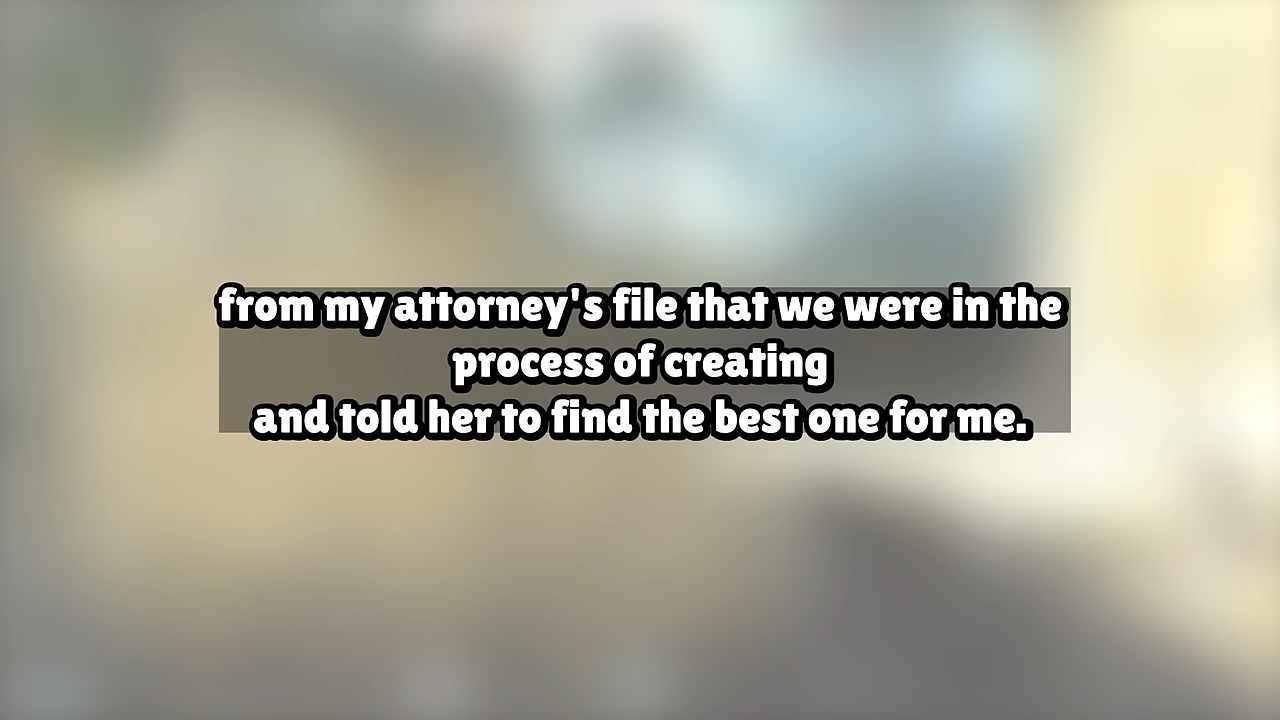 from my attorney's file that we were in the
process of creating
and told her to find the best one for me.